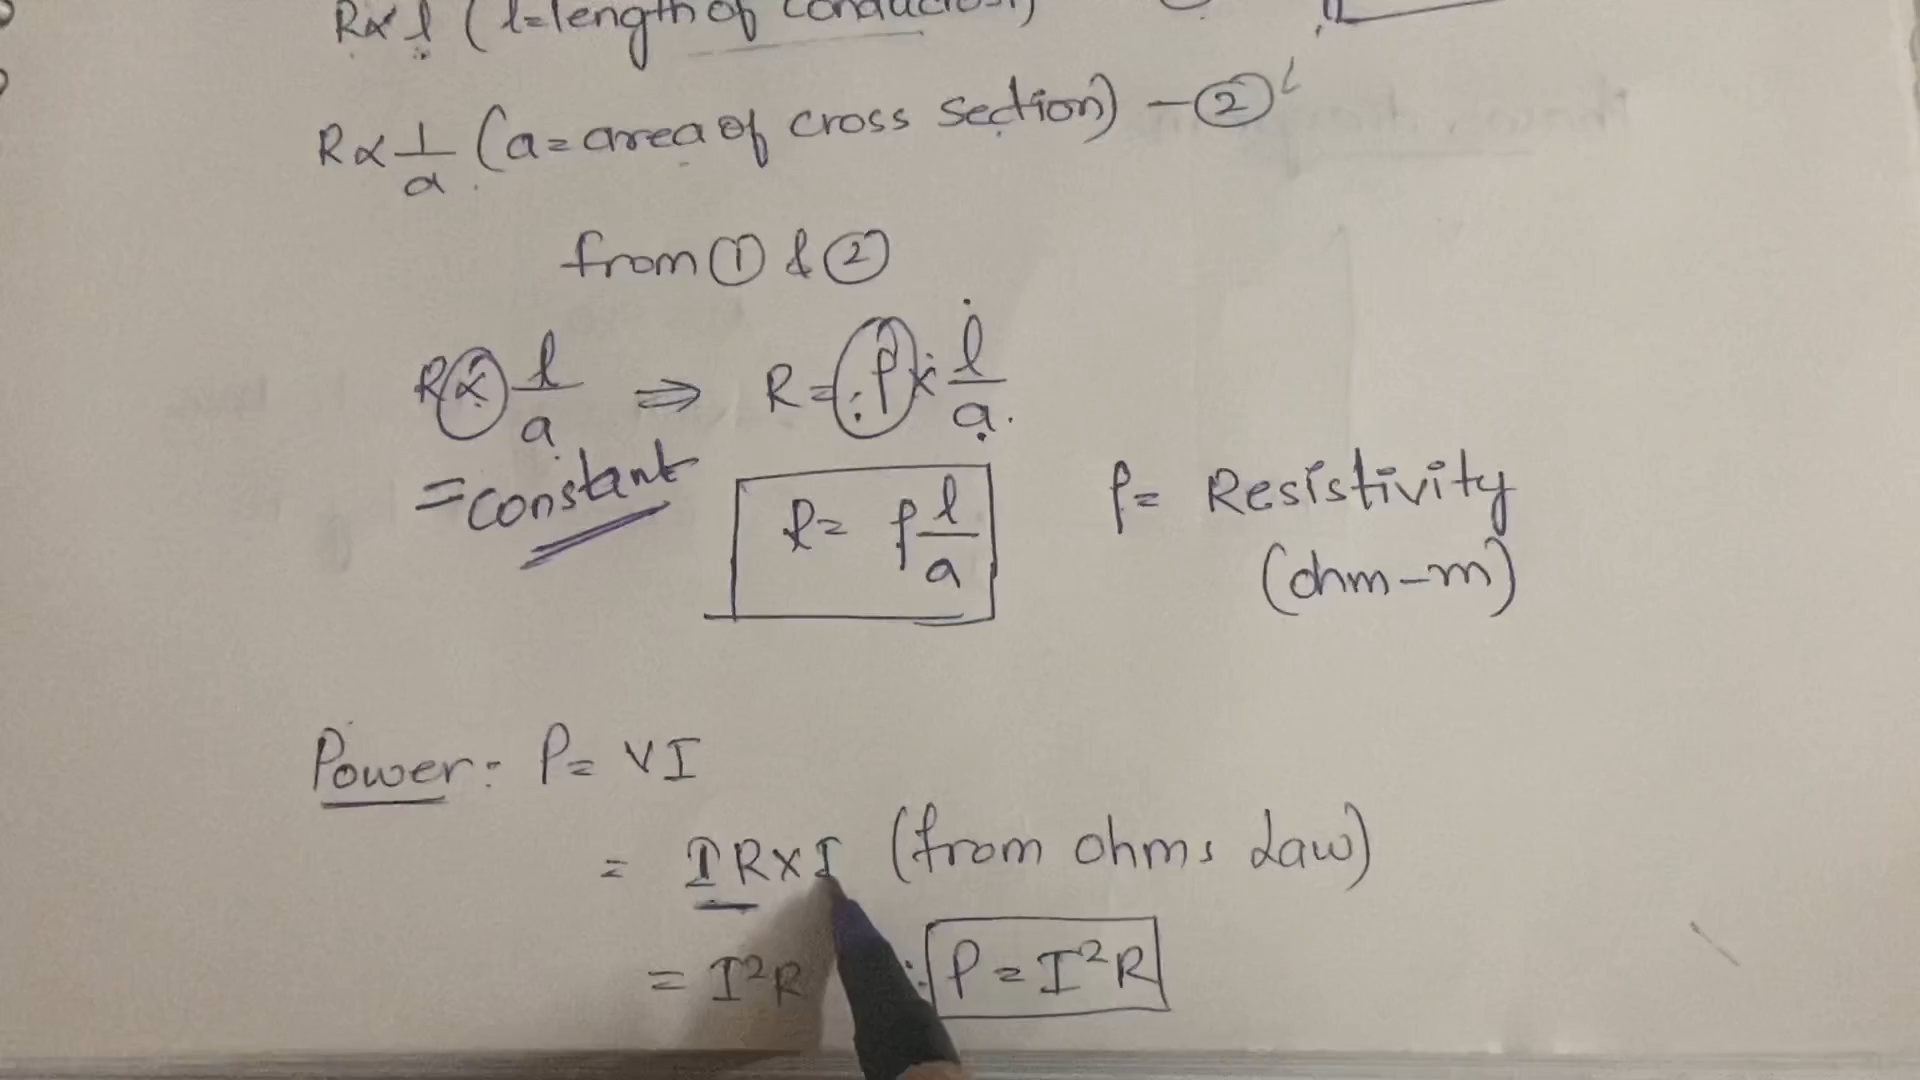 R∝l (l=length of conductor)
R∝1/a (a=area of cross section) -②
from ① & ②
R∝l/a ⇒ R=ρ×l/a
=constant
R= ρl/a
ρ= Resistivity
(ohm-m)
Power: P= VI
= IR×I (from ohms Law)
= I²R ∴ P=I²R